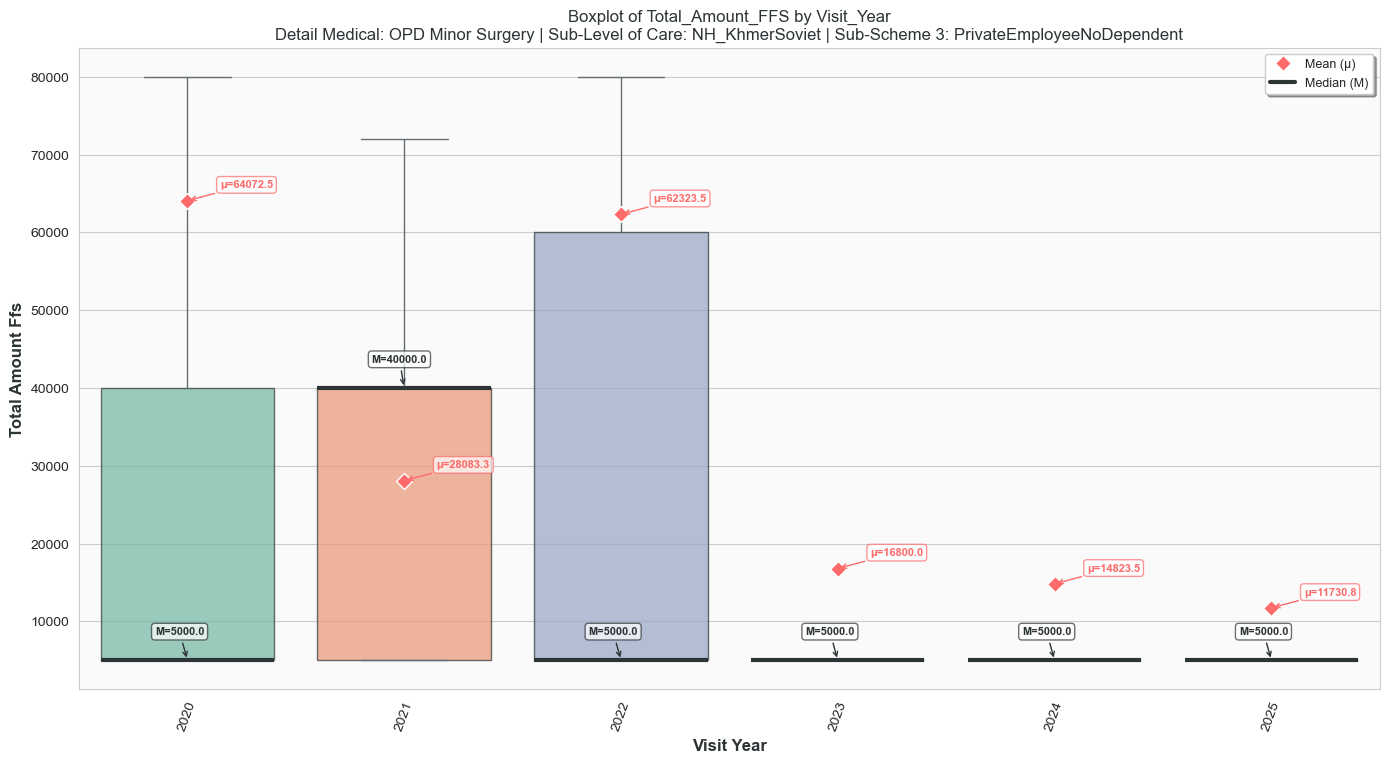 Boxplot of Total_Amount_FFS by Visit_Year
Detail Medical: OPD Minor Surgery | Sub-Level of Care: NH_KhmerSoviet | Sub-Scheme 3: PrivateEmployeeNoDependent
Mean (μ)
Median (M)
Total Amount Ffs
80000
70000
60000
50000
40000
30000
20000
10000
μ=64072.5
M=5000.0
M=40000.0
μ=28083.3
μ=62323.5
M=5000.0
μ=16800.0
M=5000.0
μ=14823.5
M=5000.0
μ=11730.8
M=5000.0
2020
2021
2022
2023
2024
2025
Visit Year